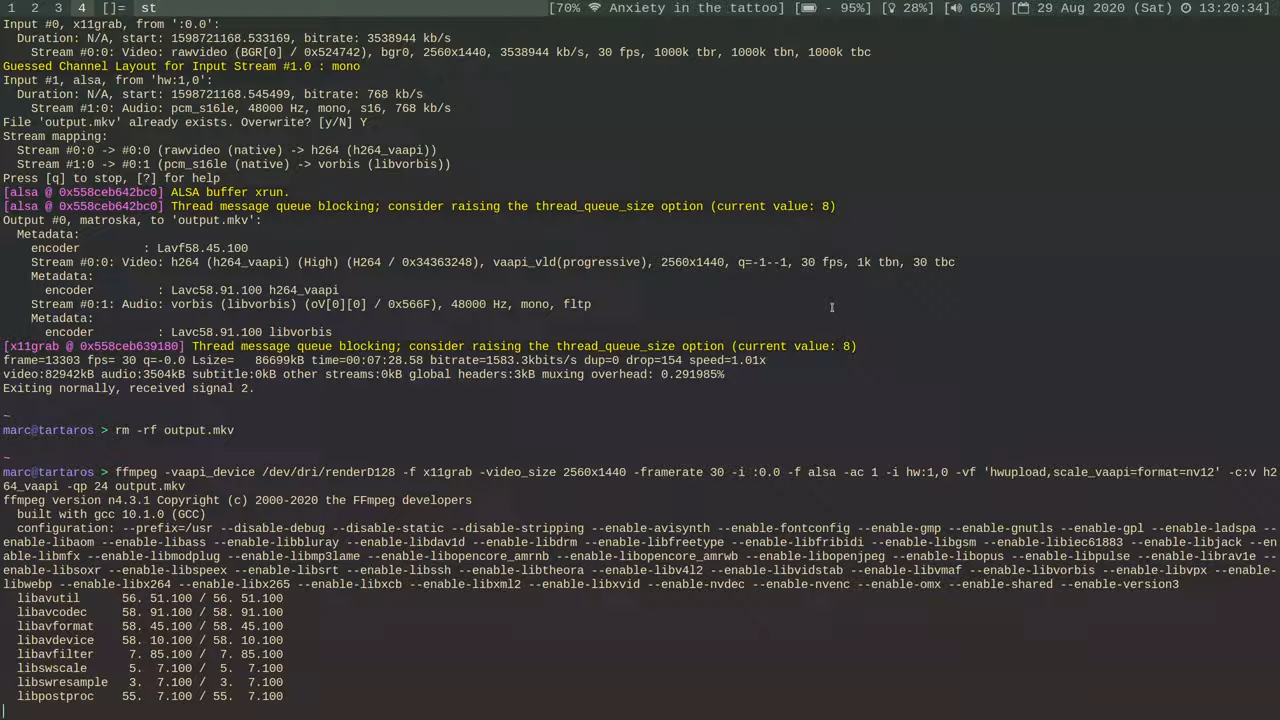 1 2 3 4 []= st [70% Anxiety in the tattoo] [ - 95%] [ 28%] [ 65%] [ 29 Aug 2020 (Sat) 13:20:34]
Input #0, x11grab, from ':0.0':
  Duration: N/A, start: 1598721168.533169, bitrate: 3538944 kb/s
    Stream #0:0: Video: rawvideo (BGR[0] / 0x524742), bgr0, 2560x1440, 3538944 kb/s, 30 fps, 1000k tbr, 1000k tbn, 1000k tbc
Guessed Channel Layout for Input Stream #1.0 : mono
Input #1, alsa, from 'hw:1,0':
  Duration: N/A, start: 1598721168.545499, bitrate: 768 kb/s
    Stream #1:0: Audio: pcm_s16le, 48000 Hz, mono, s16, 768 kb/s
File 'output.mkv' already exists. Overwrite? [y/N] Y
Stream mapping:
  Stream #0:0 -> #0:0 (rawvideo (native) -> h264 (h264_vaapi))
  Stream #1:0 -> #0:1 (pcm_s16le (native) -> vorbis (libvorbis))
Press [q] to stop, [?] for help
[alsa @ 0x558ceb642bc0] ALSA buffer xrun.
[alsa @ 0x558ceb642bc0] Thread message queue blocking; consider raising the thread_queue_size option (current value: 8)
Output #0, matroska, to 'output.mkv':
  Metadata:
    encoder         : Lavf58.45.100
    Stream #0:0: Video: h264 (h264_vaapi) (High) (H264 / 0x34363248), vaapi_vld(progressive), 2560x1440, q=-1--1, 30 fps, 1k tbn, 30 tbc
    Metadata:
      encoder         : Lavc58.91.100 h264_vaapi
    Stream #0:1: Audio: vorbis (libvorbis) (oV[0][0] / 0x566F), 48000 Hz, mono, fltp
    Metadata:
      encoder         : Lavc58.91.100 libvorbis
[x11grab @ 0x558ceb639180] Thread message queue blocking; consider raising the thread_queue_size option (current value: 8)
frame=13303 fps= 30 q=-0.0 Lsize=   86699kB time=00:07:28.58 bitrate=1583.3kbits/s dup=0 drop=154 speed=1.01x
video:82942kB audio:3504kB subtitle:0kB other streams:0kB global headers:3kB muxing overhead: 0.291985%
Exiting normally, received signal 2.
~
marc@tartaros > rm -rf output.mkv
~
marc@tartaros > ffmpeg -vaapi_device /dev/dri/renderD128 -f x11grab -video_size 2560x1440 -framerate 30 -i :0.0 -f alsa -ac 1 -i hw:1,0 -vf 'hwupload,scale_vaapi=format=nv12' -c:v h2
64_vaapi -qp 24 output.mkv
ffmpeg version n4.3.1 Copyright (c) 2000-2020 the FFmpeg developers
  built with gcc 10.1.0 (GCC)
  configuration: --prefix=/usr --disable-debug --disable-static --disable-stripping --enable-avisynth --enable-fontconfig --enable-gmp --enable-gnutls --enable-gpl --enable-ladspa --
enable-libaom --enable-libass --enable-libbluray --enable-libdav1d --enable-libdrm --enable-libfreetype --enable-libfribidi --enable-libgsm --enable-libiec61883 --enable-libjack --en
able-libmfx --enable-libmodplug --enable-libmp3lame --enable-libopencore_amrnb --enable-libopencore_amrwb --enable-libopenjpeg --enable-libopus --enable-libpulse --enable-librav1e --
enable-libsoxr --enable-libspeex --enable-libsrt --enable-libssh --enable-libtheora --enable-libv4l2 --enable-libvidstab --enable-libvmaf --enable-libvorbis --enable-libvpx --enable-
libwebp --enable-libx264 --enable-libx265 --enable-libxcb --enable-libxml2 --enable-libxvid --enable-nvdec --enable-nvenc --enable-omx --enable-shared --enable-version3
  libavutil      56. 51.100 / 56. 51.100
  libavcodec     58. 91.100 / 58. 91.100
  libavformat    58. 45.100 / 58. 45.100
  libavdevice    58. 10.100 / 58. 10.100
  libavfilter     7. 85.100 /  7. 85.100
  libswscale      5.  7.100 /  5.  7.100
  libswresample   3.  7.100 /  3.  7.100
  libpostproc    55.  7.100 / 55.  7.100